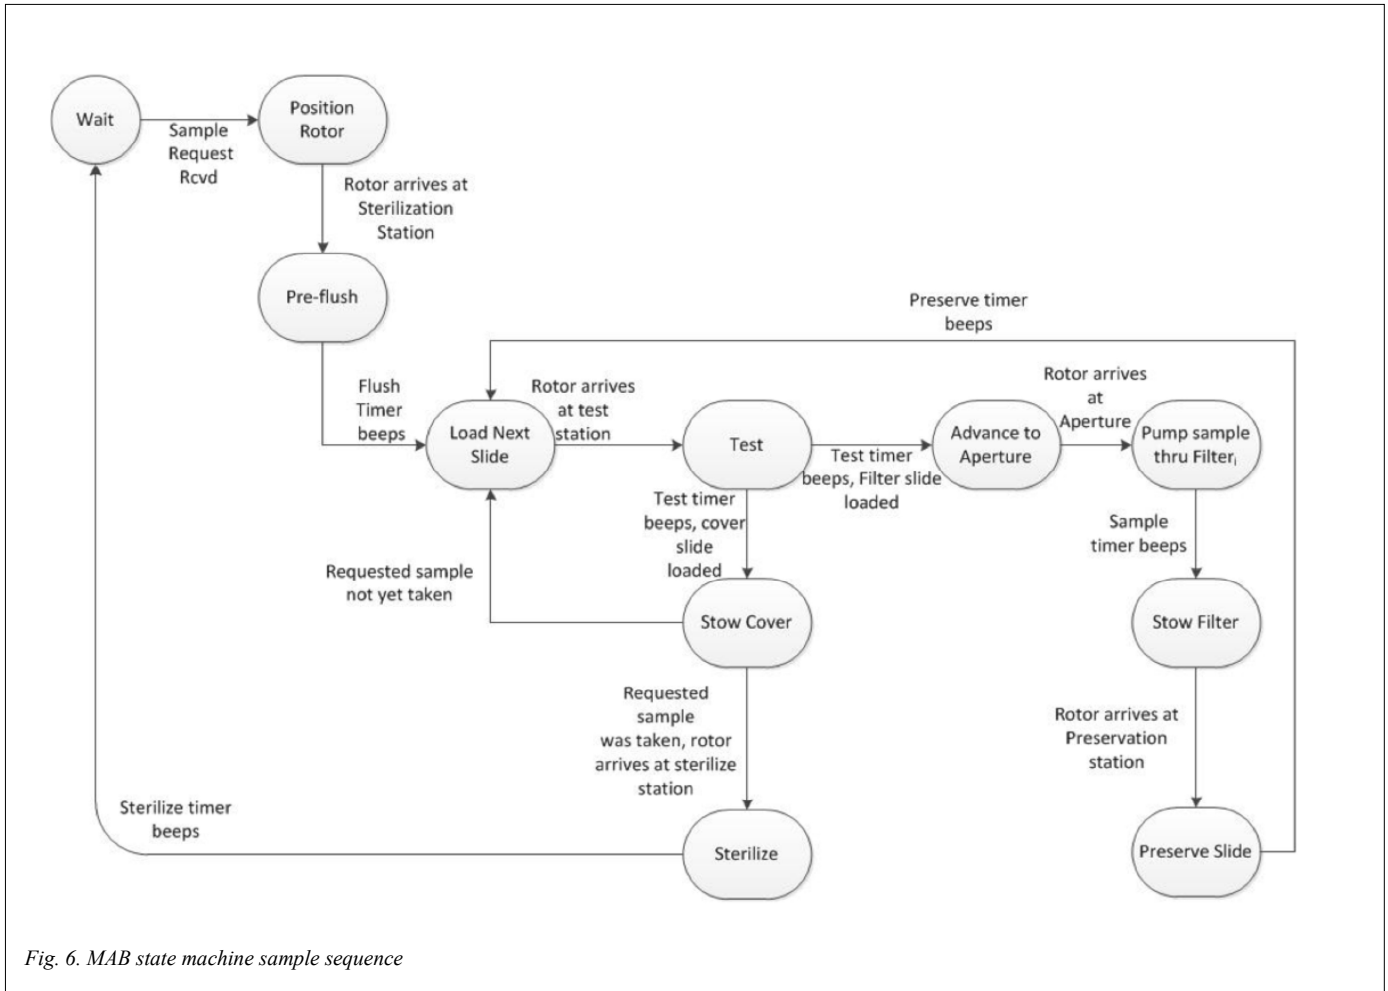 Wait
Sample
Request
Rcvd
Position
Rotor
Rotor arrives at
Sterilization
Station
Pre-flush
Flush
Timer
beeps
Preserve timer
beeps
Load Next
Slide
Rotor arrives
at test
station
Test
Test timer
beeps, Filter slide
loaded
Advance to
Aperture
Rotor arrives
at
Aperture
Pump sample
thru Filter
Test timer
beeps, cover
slide
loaded
Sample
timer beeps
Requested sample
not yet taken
Stow Cover
Stow Filter
Requested
sample
was taken, rotor
arrives at sterilize
station
Rotor arrives at
Preservation
station
Sterilize timer
beeps
Sterilize
Preserve Slide
Fig. 6. MAB state machine sample sequence